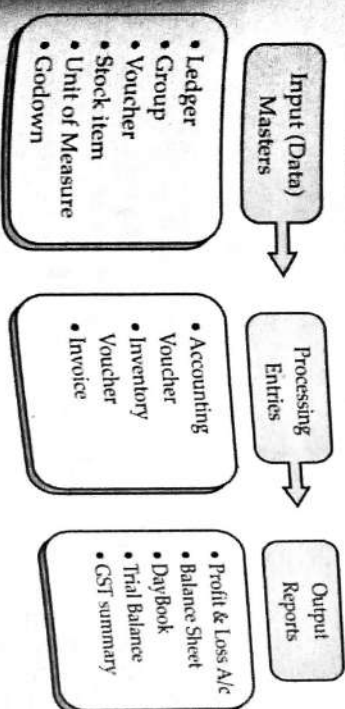 Input (Data)
Masters
• Ledger
• Group
• Voucher
• Stock item
• Unit of Measure
• Godown
Processing
Entries
• Accounting
Voucher
• Inventory
Voucher
• Invoice
Output
Reports
• Profit & Loss A/c
• Balance Sheet
• DayBook
• Trial Balance
• GST summary